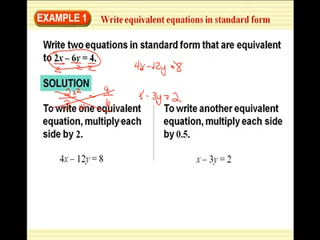 EXAMPLE 1 Write equivalent equations in standard form
Write two equations in standard form that are equivalent
to 2x – 6y = 4.
4x-12y=8
SOLUTION
x-3y=2
To write one equivalent
equation, multiply each
side by 2.
4x – 12y = 8
To write another equivalent
equation, multiply each side
by 0.5.
x – 3y = 2